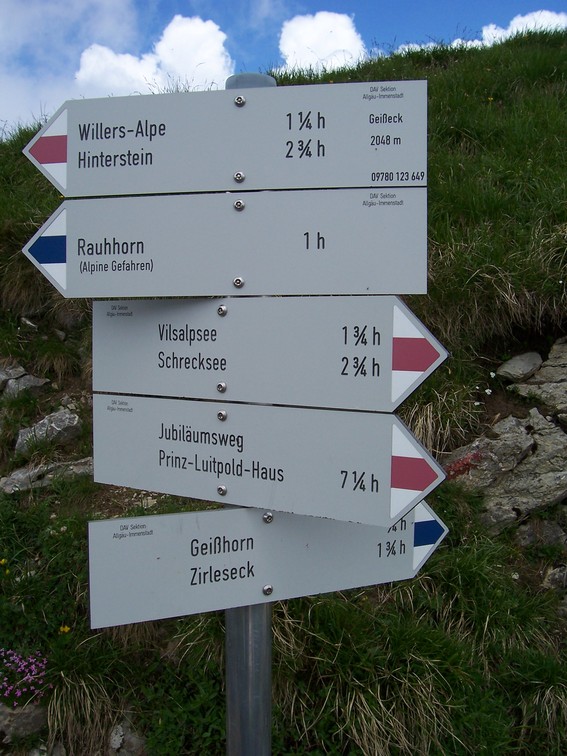 DAV Sektion
Allgäu-Immenstadt
Willers-Alpe 1 ¼ h Geißeck
Hinterstein 2 ¾ h 2048 m
09780 123 649
DAV Sektion
Allgäu-Immenstadt
Rauhhorn 1 h
(Alpine Gefahren)
DAV Sektion
Allgäu-Immenstadt
Vilsalpsee 1 ¾ h
Schrecksee 2 ¾ h
DAV Sektion
Allgäu-Immenstadt
Jubiläumsweg
Prinz-Luitpold-Haus 7 ¼ h
DAV Sektion
Allgäu-Immenstadt
Geißhorn h
Zirleseck 1 ¾ h